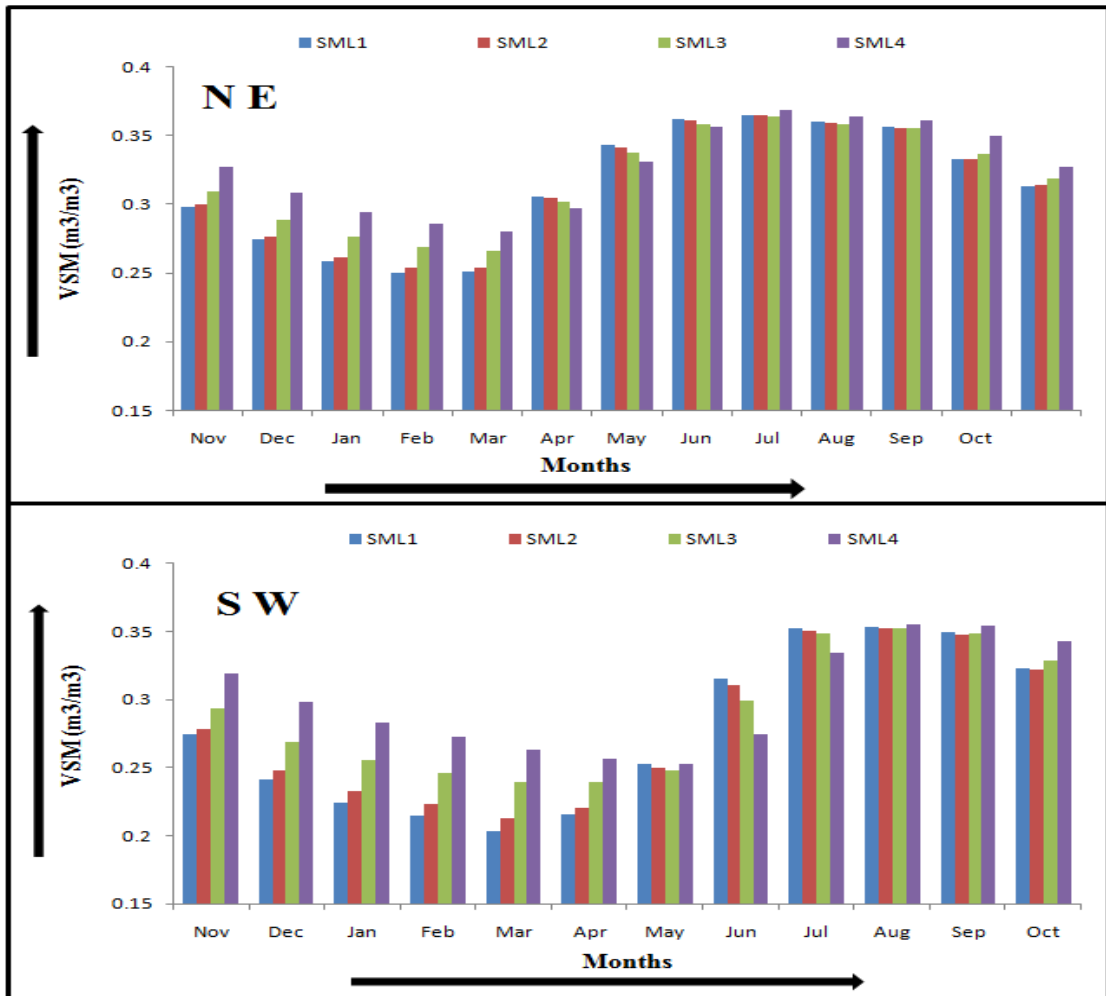 SML1 SML2 SML3 SML4
N E
0.4
0.35
0.3
0.25
0.2
0.15
VSM (m3/m3)
Nov Dec Jan Feb Mar Apr May Jun Jul Aug Sep Oct
Months
SML1 SML2 SML3 SML4
S W
0.4
0.35
0.3
0.25
0.2
0.15
VSM (m3/m3)
Nov Dec Jan Feb Mar Apr May Jun Jul Aug Sep Oct
Months